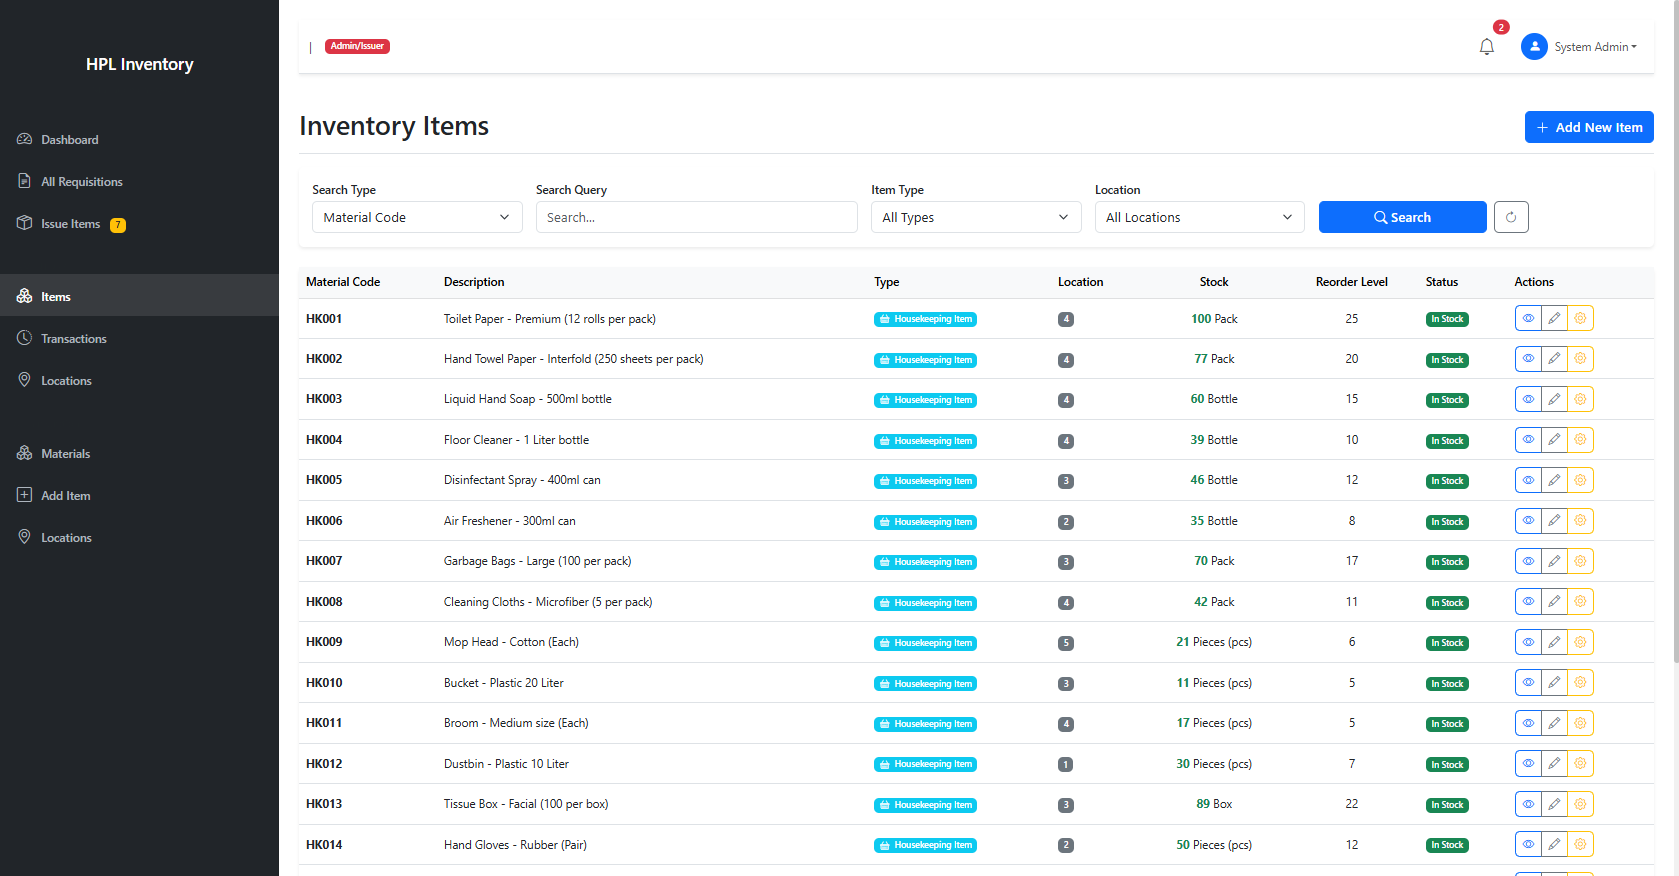 HPL Inventory
Dashboard
All Requisitions
Issue Items 7
Items
Transactions
Locations
Materials
Add Item
Locations
| Admin/Issuer
2
System Admin
Inventory Items
+ Add New Item
Search Type Search Query Item Type Location
Material Code Search... All Types All Locations Search
Material Code Description Type Location Stock Reorder Level Status Actions
HK001 Toilet Paper - Premium (12 rolls per pack) Housekeeping Item 4 100 Pack 25 In Stock
HK002 Hand Towel Paper - Interfold (250 sheets per pack) Housekeeping Item 4 77 Pack 20 In Stock
HK003 Liquid Hand Soap - 500ml bottle Housekeeping Item 4 60 Bottle 15 In Stock
HK004 Floor Cleaner - 1 Liter bottle Housekeeping Item 4 39 Bottle 10 In Stock
HK005 Disinfectant Spray - 400ml can Housekeeping Item 3 46 Bottle 12 In Stock
HK006 Air Freshener - 300ml can Housekeeping Item 2 35 Bottle 8 In Stock
HK007 Garbage Bags - Large (100 per pack) Housekeeping Item 3 70 Pack 17 In Stock
HK008 Cleaning Cloths - Microfiber (5 per pack) Housekeeping Item 4 42 Pack 11 In Stock
HK009 Mop Head - Cotton (Each) Housekeeping Item 5 21 Pieces (pcs) 6 In Stock
HK010 Bucket - Plastic 20 Liter Housekeeping Item 3 11 Pieces (pcs) 5 In Stock
HK011 Broom - Medium size (Each) Housekeeping Item 4 17 Pieces (pcs) 5 In Stock
HK012 Dustbin - Plastic 10 Liter Housekeeping Item 1 30 Pieces (pcs) 7 In Stock
HK013 Tissue Box - Facial (100 per box) Housekeeping Item 3 89 Box 22 In Stock
HK014 Hand Gloves - Rubber (Pair) Housekeeping Item 2 50 Pieces (pcs) 12 In Stock